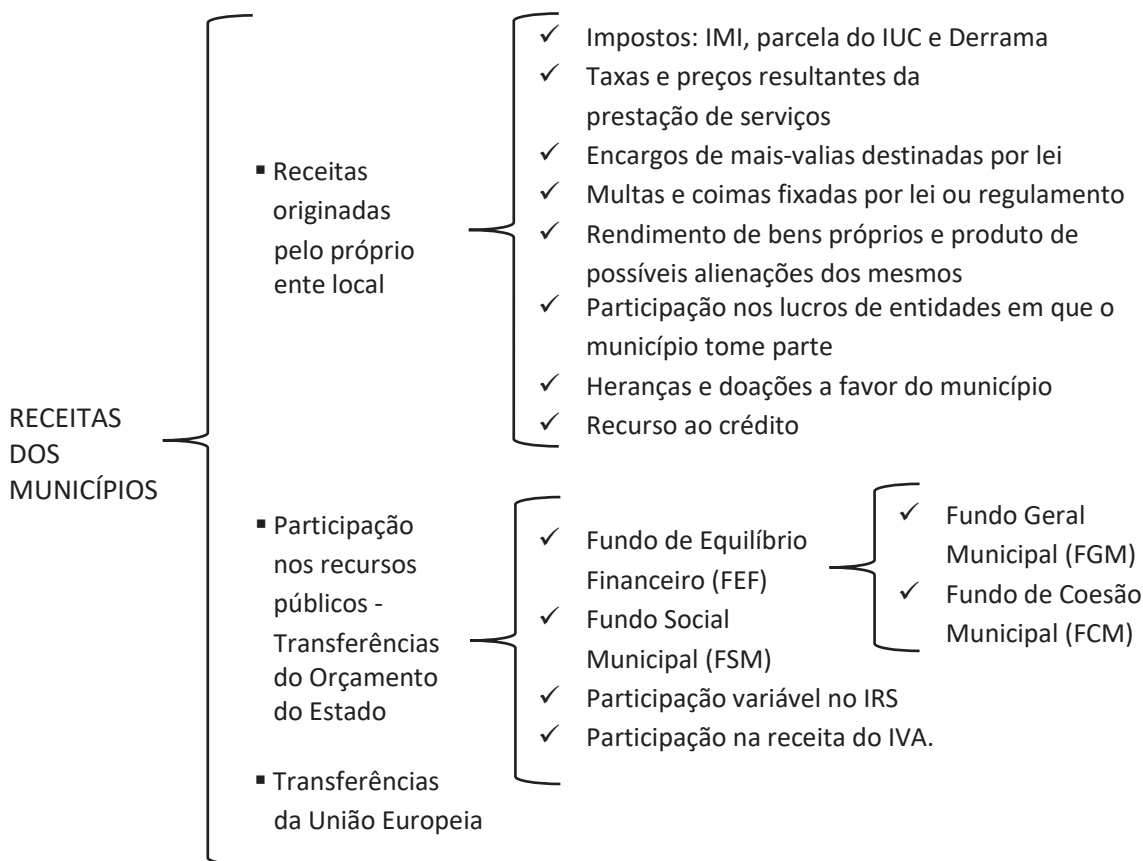 RECEITAS
DOS
MUNICÍPIOS
▪ Receitas
originadas
pelo próprio
ente local
✓ Impostos: IMI, parcela do IUC e Derrama
✓ Taxas e preços resultantes da
prestação de serviços
✓ Encargos de mais-valias destinadas por lei
✓ Multas e coimas fixadas por lei ou regulamento
✓ Rendimento de bens próprios e produto de
possíveis alienações dos mesmos
✓ Participação nos lucros de entidades em que o
município tome parte
✓ Heranças e doações a favor do município
✓ Recurso ao crédito
▪ Participação
nos recursos
públicos -
Transferências
do Orçamento
do Estado
✓ Fundo de Equilíbrio
Financeiro (FEF)
✓ Fundo Geral
Municipal (FGM)
✓ Fundo de Coesão
Municipal (FCM)
✓ Fundo Social
Municipal (FSM)
✓ Participação variável no IRS
✓ Participação na receita do IVA.
▪ Transferências
da União Europeia